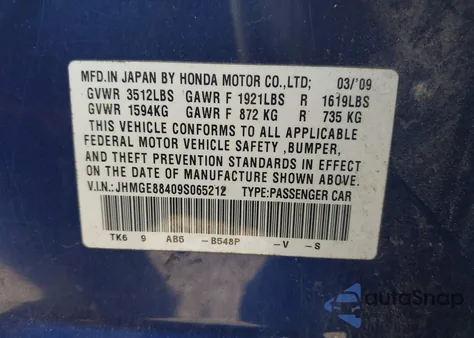 MFD. IN JAPAN BY HONDA MOTOR CO.,LTD; 03/'09
GVWR 3512LBS GAWR F 1921LBS R 1619LBS
GVWR 1594KG GAWR F 872 KG R 735 KG
THIS VEHICLE CONFORMS TO ALL APPLICABLE
FEDERAL MOTOR VEHICLE SAFETY ,BUMPER,
AND THEFT PREVENTION STANDARDS IN EFFECT
ON THE DATE OF MANUFACTURE SHOWN ABOVE.
V.I.N.: JHMGE88409S065212 TYPE:PASSENGER CAR
TK6 9 AB5 -B548P -V -S
autoSnap